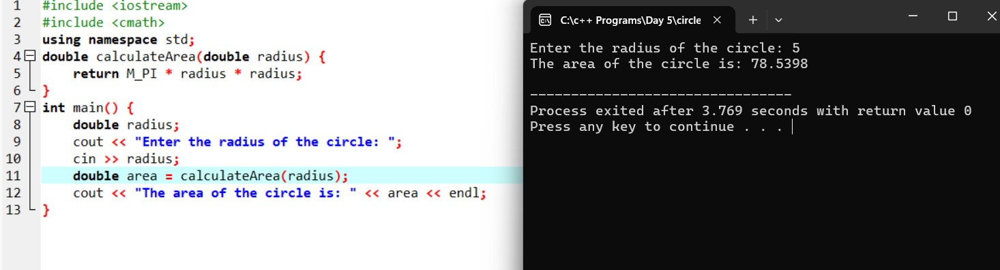 1 #include <iostream>
2 #include <cmath>
3 using namespace std;
4 double calculateArea(double radius) {
5     return M_PI * radius * radius;
6 }
7 int main() {
8     double radius;
9     cout << "Enter the radius of the circle: ";
10     cin >> radius;
11     double area = calculateArea(radius);
12     cout << "The area of the circle is: " << area << endl;
13 }
C:\c++ Programs\Day 5\circle
Enter the radius of the circle: 5
The area of the circle is: 78.5398
--------------------------------
Process exited after 3.769 seconds with return value 0
Press any key to continue . . .